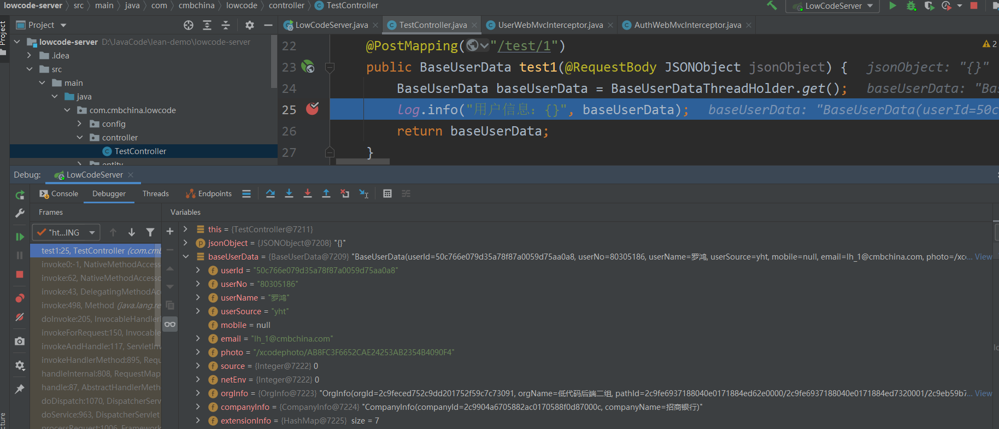 lowcode-server src main java com cmbchina lowcode controller TestController
LowCodeServer
Project
Project
LowCodeServer.java
TestController.java
UserWebMvcInterceptor.java
AuthWebMvcInterceptor.java
lowcode-server D:\JavaCode\lean-demo\lowcode-server
.idea
src
main
java
com.cmbchina.lowcode
config
controller
TestController
entity
22 @PostMapping("/test/1")
2
23 public BaseUserData test1(@RequestBody JSONObject jsonObject) { jsonObject: "{}"
24 BaseUserData baseUserData = BaseUserDataThreadHolder.get(); baseUserData: "Bas
25 log.info("用户信息: {}", baseUserData); baseUserData: "BaseUserData(userId=50c
26 return baseUserData;
27 }
Debug: LowCodeServer
Console Debugger Threads Endpoints
Frames
Variables
"ht...ING
test1:25, TestController (com.cmb
invoke0:-1, NativeMethodAccess
invoke:62, NativeMethodAccesso
invoke:43, DelegatingMethodAc
invoke:498, Method (java.lang.re
doInvoke:205, InvocableHandler
invokeForRequest:150, Invocable
invokeAndHandle:117, ServletInv
invokeHandlerMethod:895, Requ
handleInternal:808, RequestMap
handle:87, AbstractHandlerMeth
doDispatch:1070, DispatcherServ
doService:963, DispatcherServlet
processRequest:1006, Framework
this = {TestController@7211}
jsonObject = {JSONObject@7208} "{}"
baseUserData = {BaseUserData@7209} "BaseUserData(userId=50c766e079d35a78f87a0059d75aa0a8, userNo=80305186, userName=罗鸿, userSource=yht, mobile=null, email=lh_1@cmbchina.com, photo=/xc... View
userId = "50c766e079d35a78f87a0059d75aa0a8"
userNo = "80305186"
userName = "罗鸿"
userSource = "yht"
mobile = null
email = "lh_1@cmbchina.com"
photo = "/xcodephoto/AB8FC3F6652CAE24253AB2354B4090F4"
source = {Integer@7222} 0
netEnv = {Integer@7222} 0
orgInfo = {OrgInfo@7223} "OrgInfo(orgId=2c9feced752c9dd201752f59c7c73091, orgName=低代码后端二组, pathId=2c9fe6937188040e0171884ed62e0000/2c9fe6937188040e0171884ed7320001/2c9eb59b7... View
companyInfo = {CompanyInfo@7224} "CompanyInfo(companyId=2c9904a6705882ac0170588f0d87000c, companyName=招商银行)"
extensionInfo = {HashMap@7225} size = 7